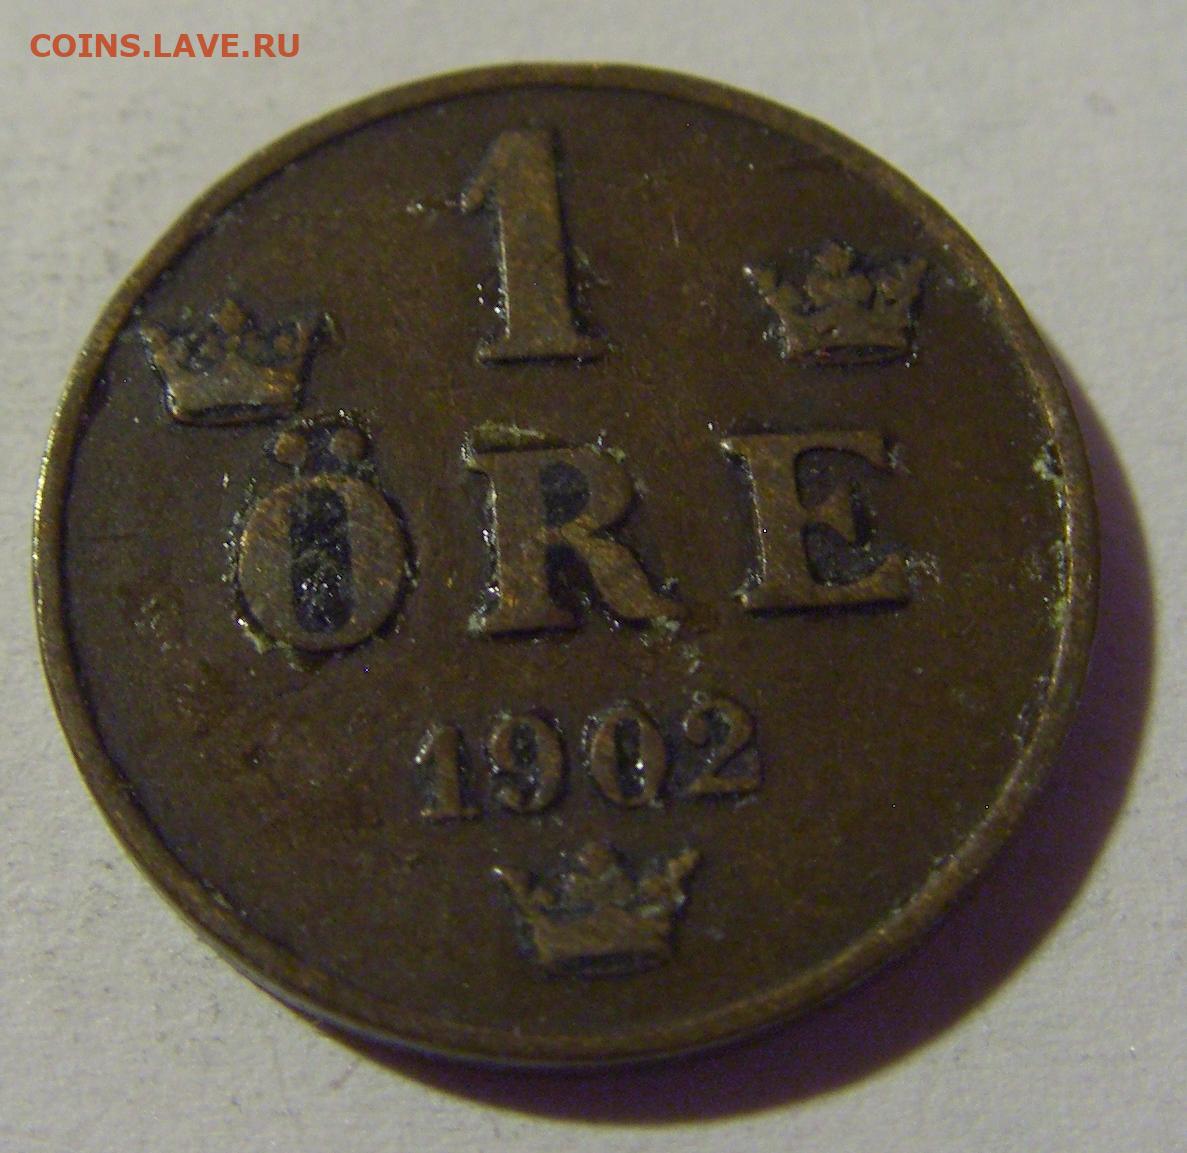 COINS.LAVE.RU
1
ÖRE
1902